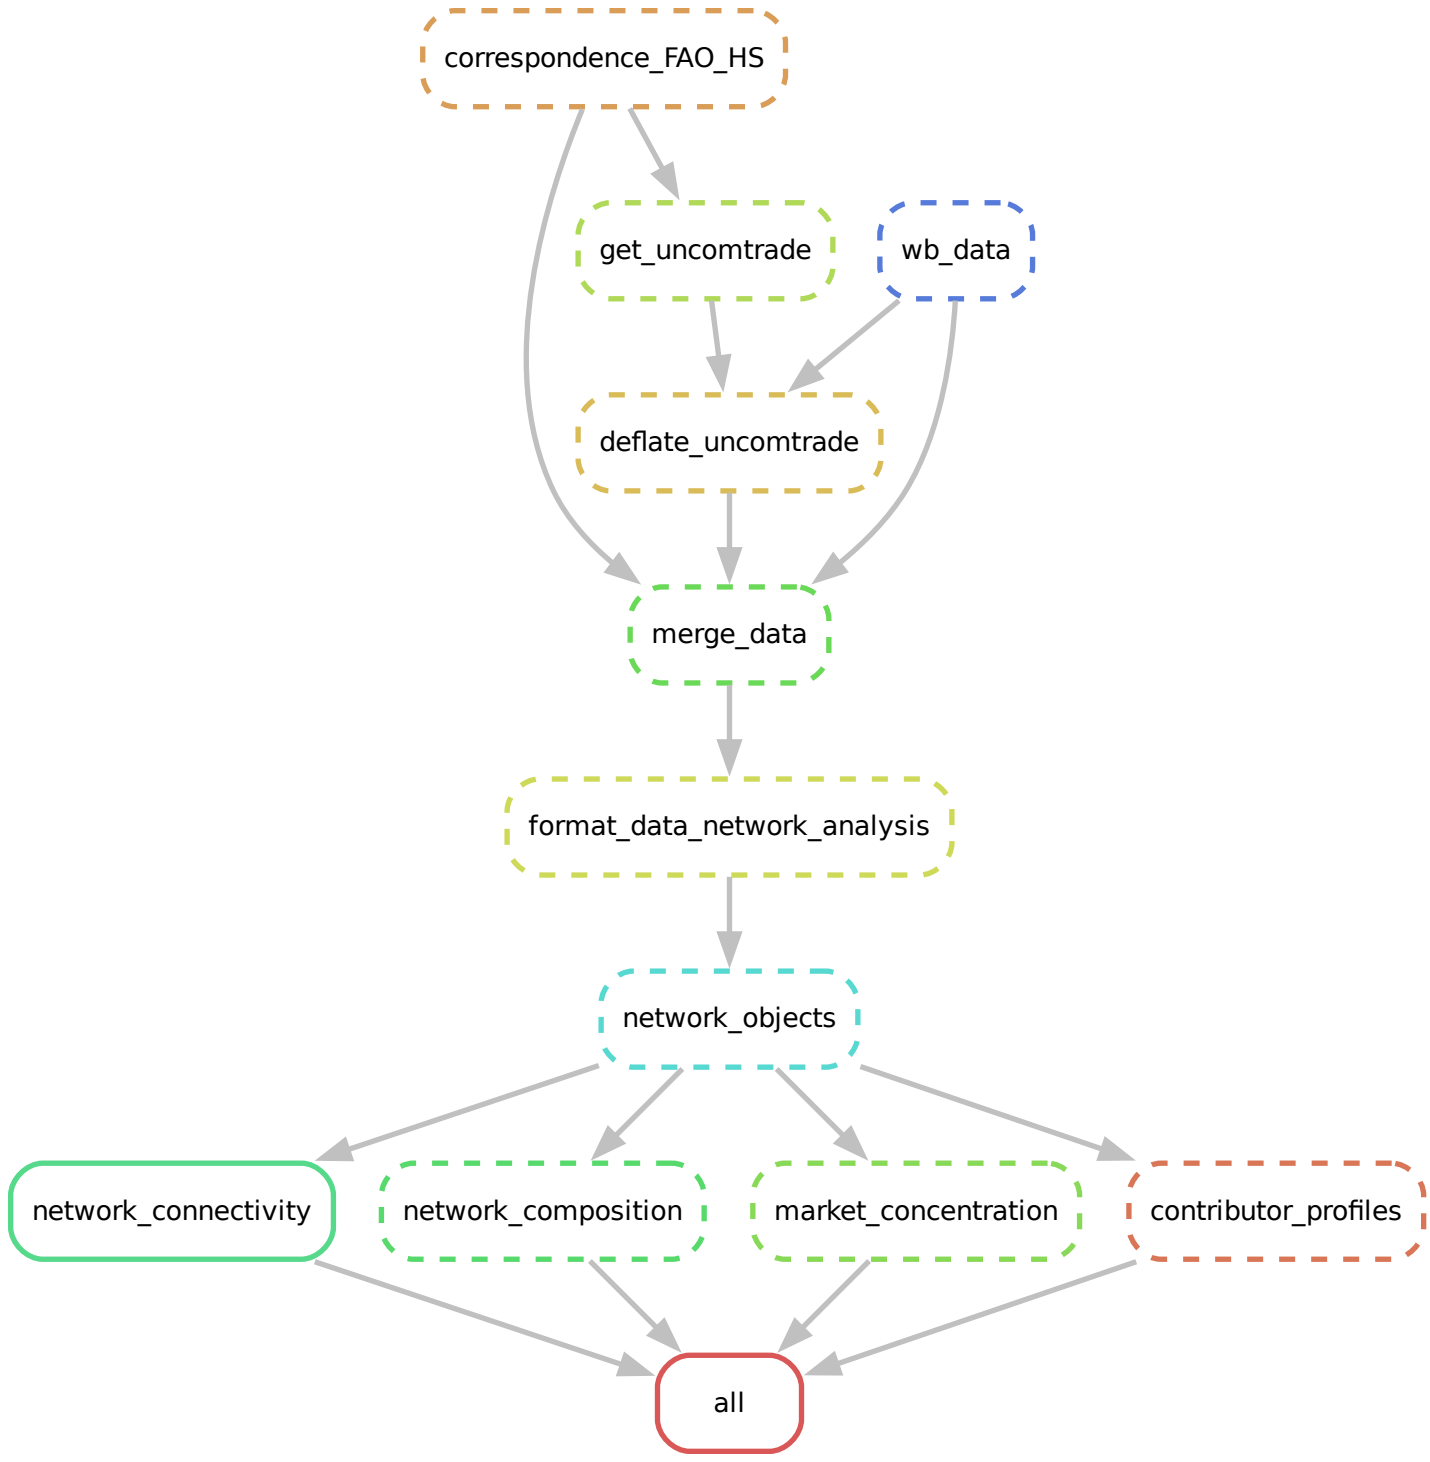 correspondence_FAO_HS
get_uncomtrade
wb_data
deflate_uncomtrade
merge_data
format_data_network_analysis
network_objects
network_connectivity
network_composition
market_concentration
contributor_profiles
all